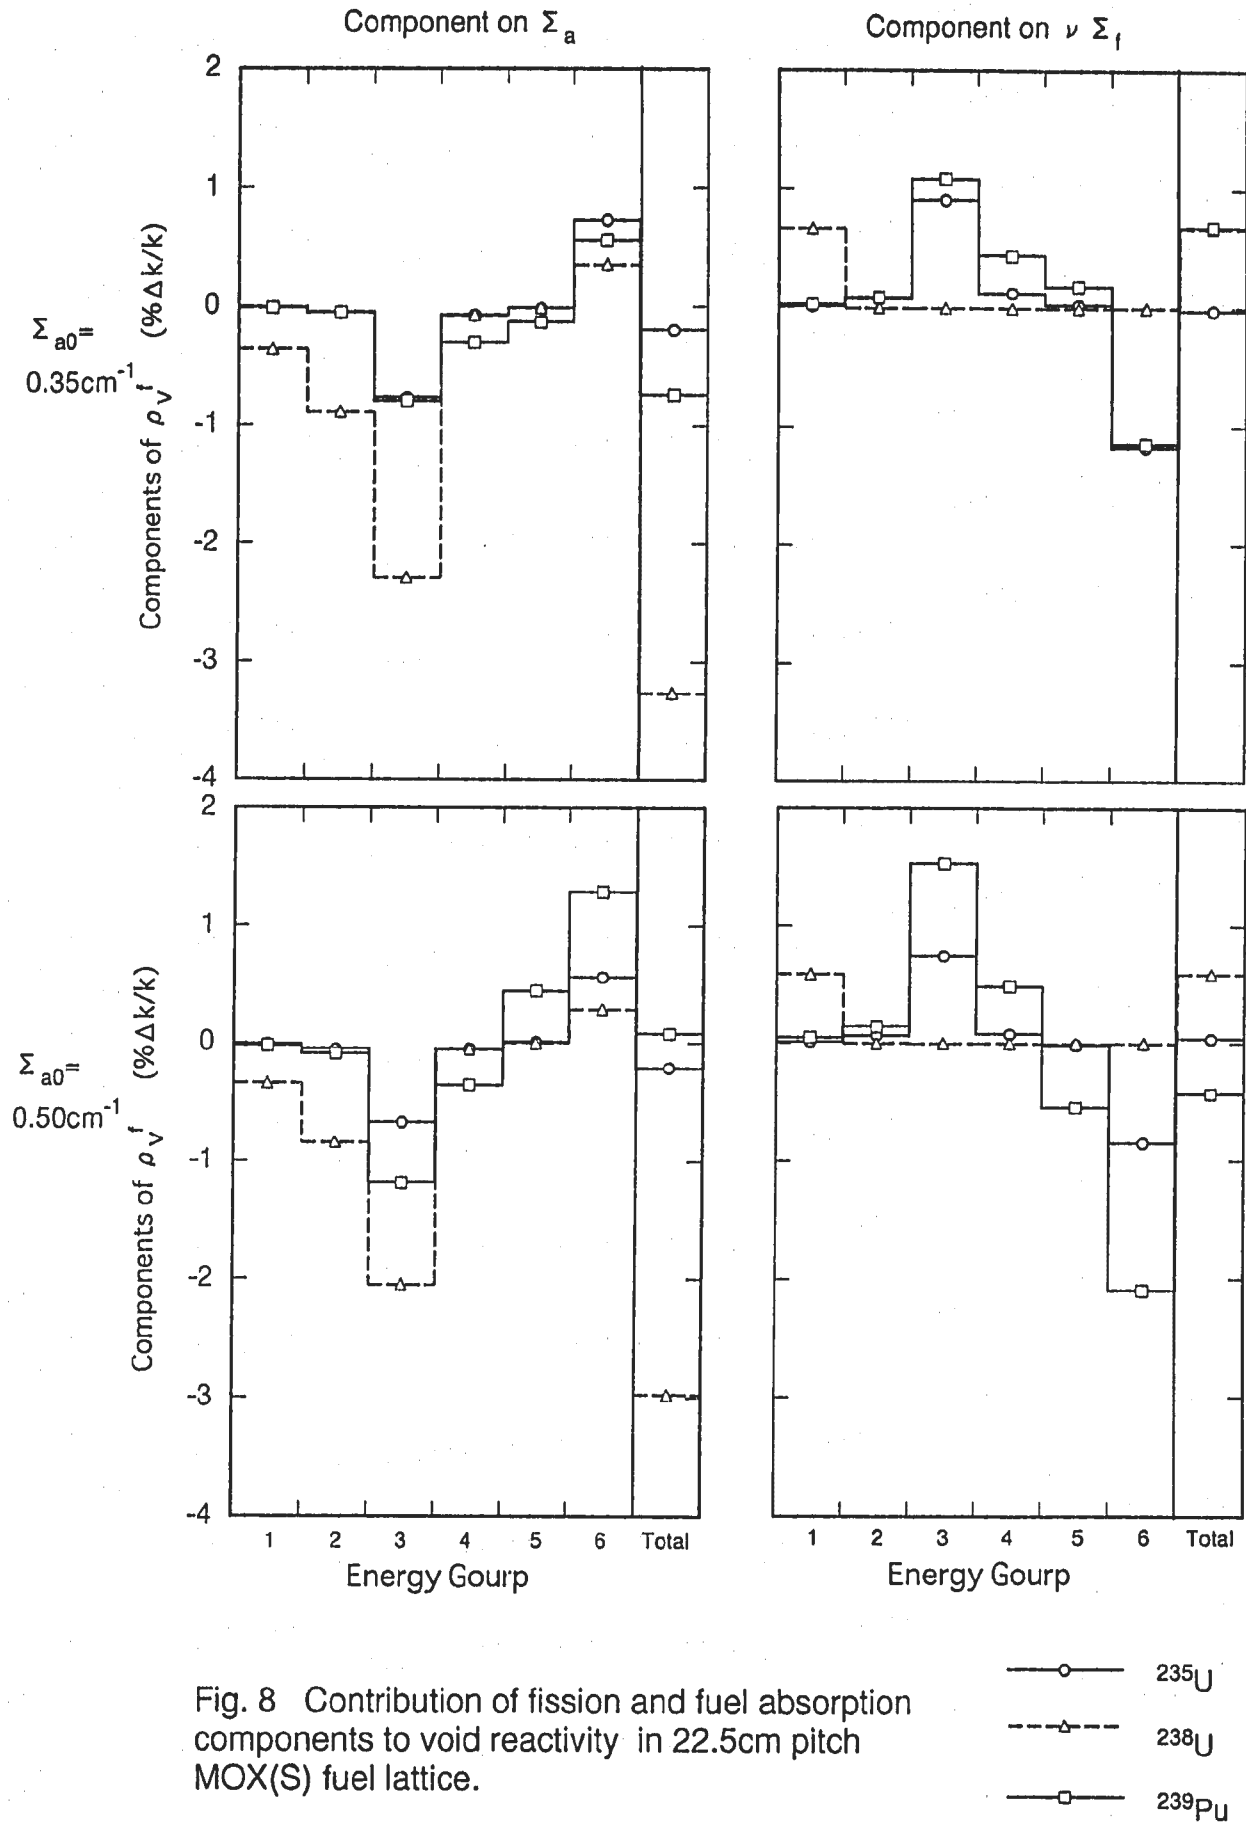 Component on Σa
Component on ν Σf
2
1
0
-1
-2
-3
-4
Components of ρvf (%Δk/k)
Σa0=
0.35cm-1
2
1
0
-1
-2
-3
-4
Components of ρvf (%Δk/k)
Σa0=
0.50cm-1
1 2 3 4 5 6 Total
1 2 3 4 5 6 Total
Energy Gourp
Energy Gourp
Fig. 8 Contribution of fission and fuel absorption
components to void reactivity in 22.5cm pitch
MOX(S) fuel lattice.
235U
238U
239Pu